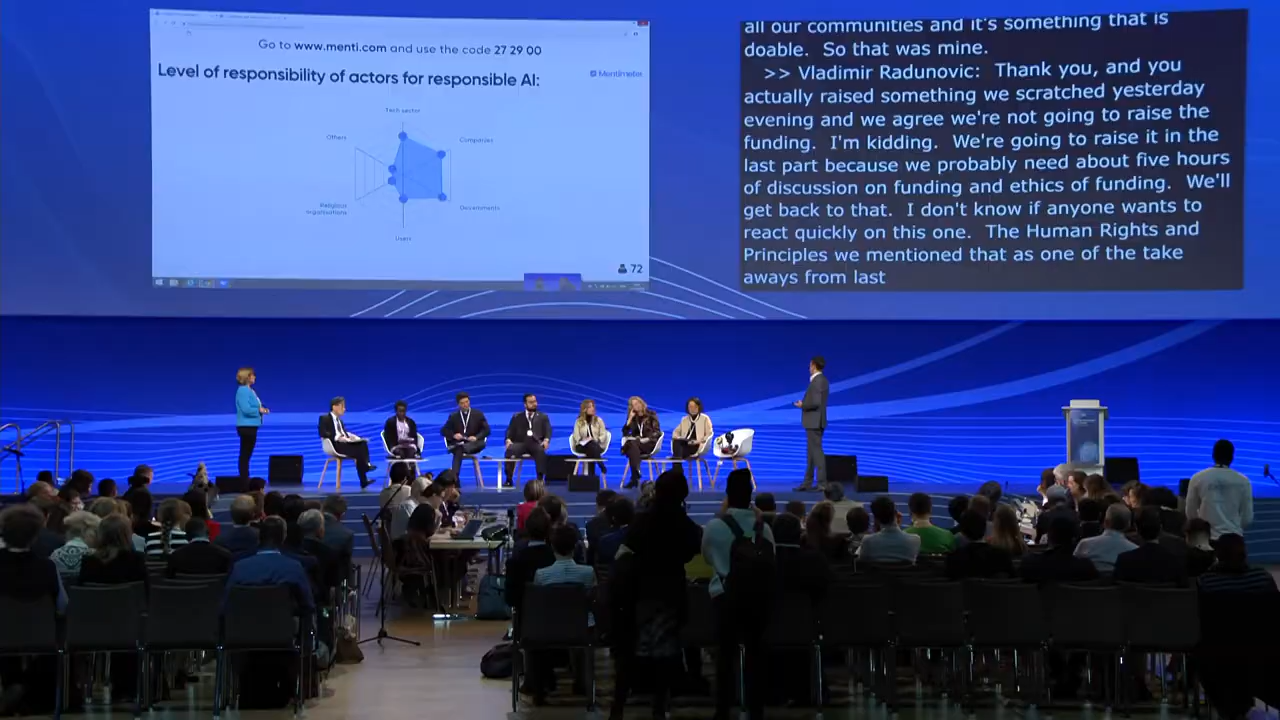 Go to www.menti.com and use the code 27 29 00
Level of responsibility of actors for responsible AI:
Mentimeter
Tech sector
Others
Companies
Religious
organisations
Governments
Users
72
all our communities and it's something that is
doable. So that was mine.
>> Vladimir Radunovic: Thank you, and you
actually raised something we scratched yesterday
evening and we agree we're not going to raise the
funding. I'm kidding. We're going to raise it in the
last part because we probably need about five hours
of discussion on funding and ethics of funding. We'll
get back to that. I don't know if anyone wants to
react quickly on this one. The Human Rights and
Principles we mentioned that as one of the take
aways from last